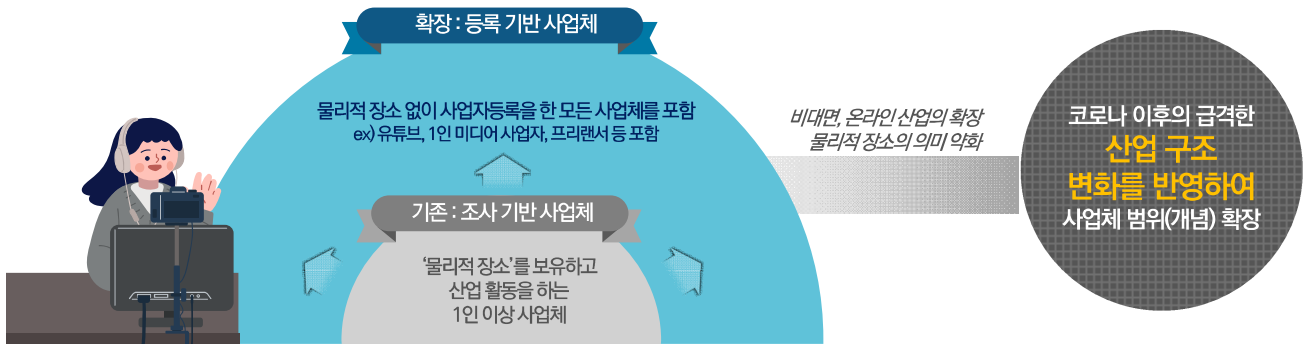 확장 : 등록 기반 사업체
물리적 장소 없이 사업자등록을 한 모든 사업체를 포함
ex) 유튜브, 1인 미디어 사업자, 프리랜서 등 포함
기존 : 조사 기반 사업체
‘물리적 장소’를 보유하고
산업 활동을 하는
1인 이상 사업체
비대면, 온라인 산업의 확장
물리적 장소의 의미 약화
코로나 이후의 급격한
산업 구조
변화를 반영하여
사업체 범위(개념) 확장